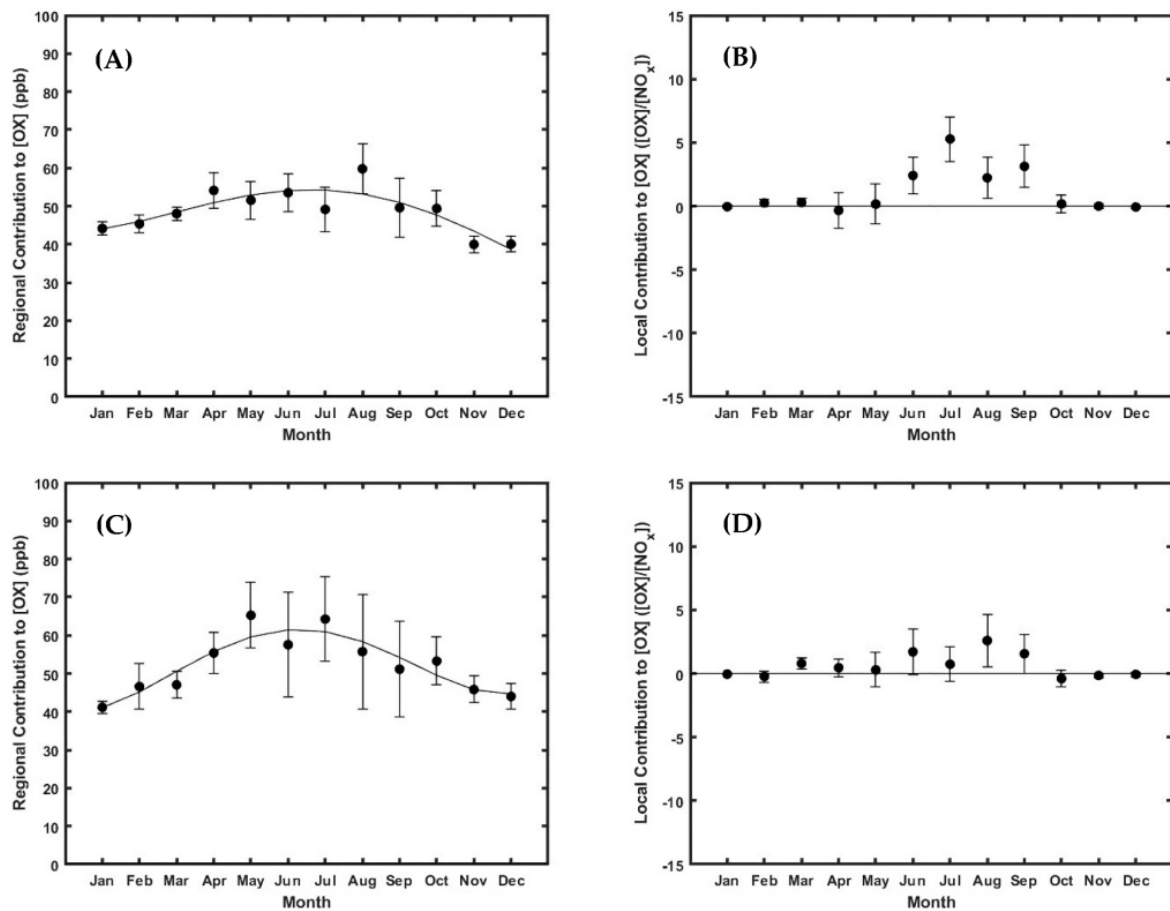 (A)
Regional Contribution to [OX] (ppb)
100
90
80
70
60
50
40
30
20
10
0
Jan Feb Mar Apr May Jun Jul Aug Sep Oct Nov Dec
Month
(B)
Local Contribution to [OX] ([OX]/[NOx])
15
10
5
0
-5
-10
-15
Jan Feb Mar Apr May Jun Jul Aug Sep Oct Nov Dec
Month
(C)
Regional Contribution to [OX] (ppb)
100
90
80
70
60
50
40
30
20
10
0
Jan Feb Mar Apr May Jun Jul Aug Sep Oct Nov Dec
Month
(D)
Local Contribution to [OX] ([OX]/[NOx])
15
10
5
0
-5
-10
-15
Jan Feb Mar Apr May Jun Jul Aug Sep Oct Nov Dec
Month